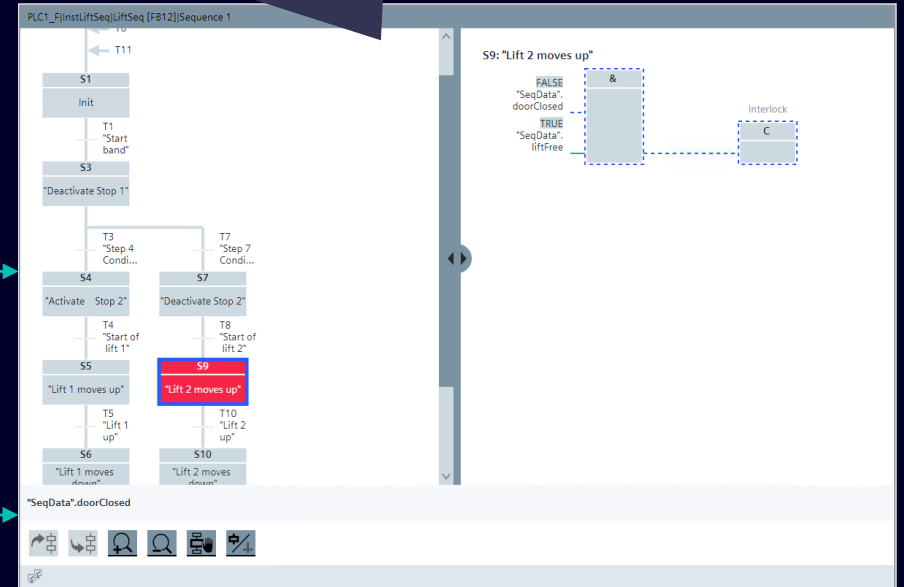 PLC1_F|InstLiftSeq|LiftSeq [FB12]|Sequence 1
T11
S1
Init
T1
"Start
band"
S3
"Deactivate Stop 1"
T3
"Step 4
Condi...
T7
"Step 7
Condi...
S4
"Activate Stop 2"
S7
"Deactivate Stop 2"
T4
"Start of
lift 1"
T8
"Start of
lift 2"
S5
"Lift 1 moves up"
S9
"Lift 2 moves up"
T5
"Lift 1
up"
T10
"Lift 2
up"
S6
"Lift 1 moves
down"
S10
"Lift 2 moves
down"
S9: "Lift 2 moves up"
FALSE
"SeqData".
doorClosed
TRUE
"SeqData".
liftFree
&
Interlock
C
"SeqData".doorClosed